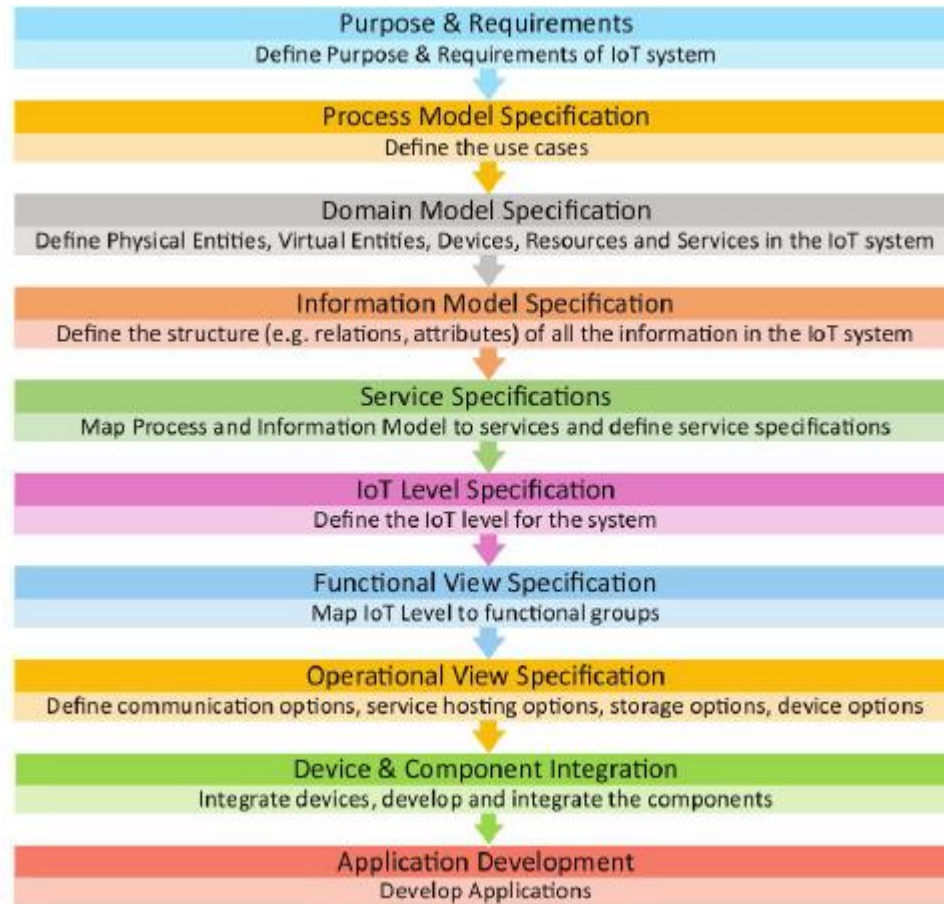 Purpose & Requirements
Define Purpose & Requirements of IoT system
Process Model Specification
Define the use cases
Domain Model Specification
Define Physical Entities, Virtual Entities, Devices, Resources and Services in the IoT system
Information Model Specification
Define the structure (e.g. relations, attributes) of all the information in the IoT system
Service Specifications
Map Process and Information Model to services and define service specifications
IoT Level Specification
Define the IoT level for the system
Functional View Specification
Map IoT Level to functional groups
Operational View Specification
Define communication options, service hosting options, storage options, device options
Device & Component Integration
Integrate devices, develop and integrate the components
Application Development
Develop Applications